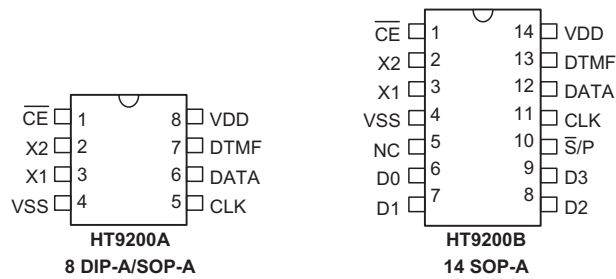 CE 1 8 VDD
X2 2 7 DTMF
X1 3 6 DATA
VSS 4 5 CLK
HT9200A
8 DIP-A/SOP-A
CE 1 14 VDD
X2 2 13 DTMF
X1 3 12 DATA
VSS 4 11 CLK
NC 5 10 S/P
D0 6 9 D3
D1 7 8 D2
HT9200B
14 SOP-A